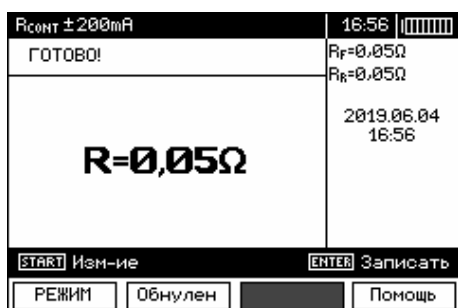 Rcont ±200mA 16:56
ГОТОВО!
RF=0,05Ω
RR=0,05Ω
2019.06.04
16:56
R=0,05Ω
START Изм-ие ENTER Записать
РЕЖИМ Обнулен Помощь